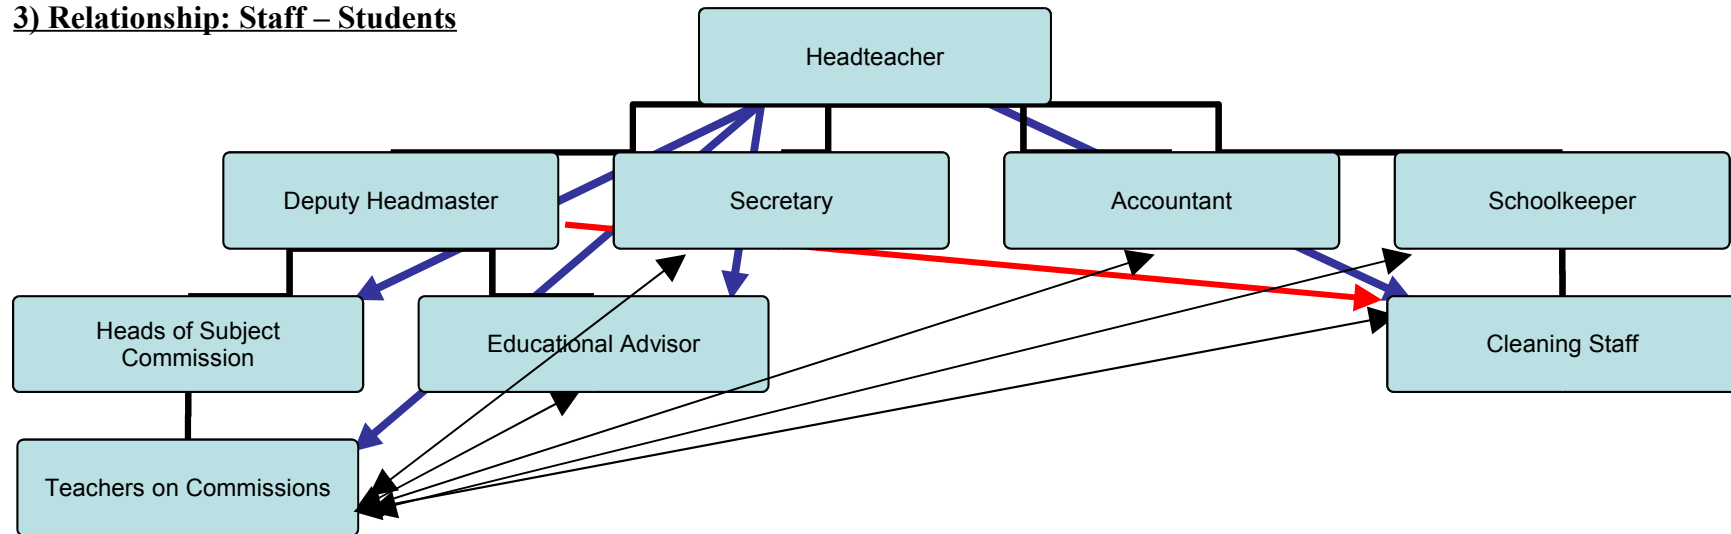 3) Relationship: Staff – Students
Headteacher
Deputy Headmaster
Secretary
Accountant
Schoolkeeper
Heads of Subject
Commission
Educational Advisor
Cleaning Staff
Teachers on Commissions